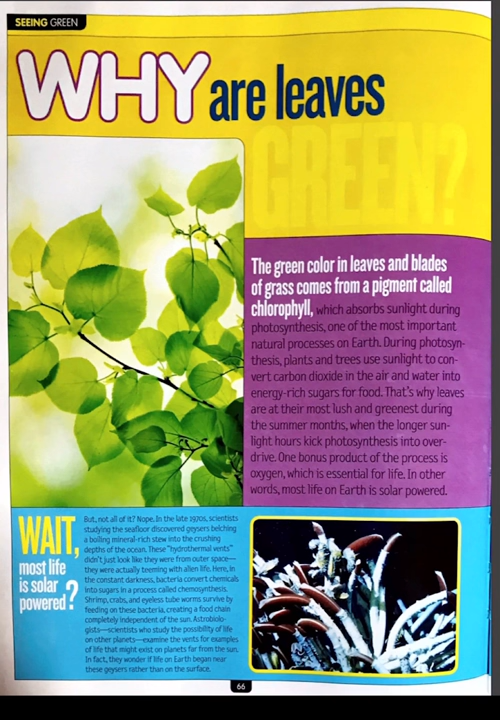 SEEING GREEN
WHY are leaves
GREEN?
The green color in leaves and blades
of grass comes from a pigment called
chlorophyll, which absorbs sunlight during
photosynthesis, one of the most important
natural processes on Earth. During photosyn-
thesis, plants and trees use sunlight to con-
vert carbon dioxide in the air and water into
energy-rich sugars for food. That's why leaves
are at their most lush and greenest during
the summer months, when the longer sun-
light hours kick photosynthesis into over-
drive. One bonus product of the process is
oxygen, which is essential for life. In other
words, most life on Earth is solar powered.
WAIT,
most life
is solar
powered?
But, not all of it? Nope. In the late 1970s, scientists
studying the seafloor discovered geysers belching
a boiling mineral-rich stew into the crushing
depths of the ocean. These "hydrothermal vents"
didn't just look like they were from outer space—
they were actually teeming with alien life. Here, in
the constant darkness, bacteria convert chemicals
into sugars in a process called chemosynthesis.
Shrimp, crabs, and eyeless tube worms survive by
feeding on these bacteria, creating a food chain
completely independent of the sun. Astrobiolo-
gists—scientists who study the possibility of life
on other planets—examine the vents for examples
of life that might exist on planets far from the sun.
In fact, they wonder if life on Earth began near
these geysers rather than on the surface.
66